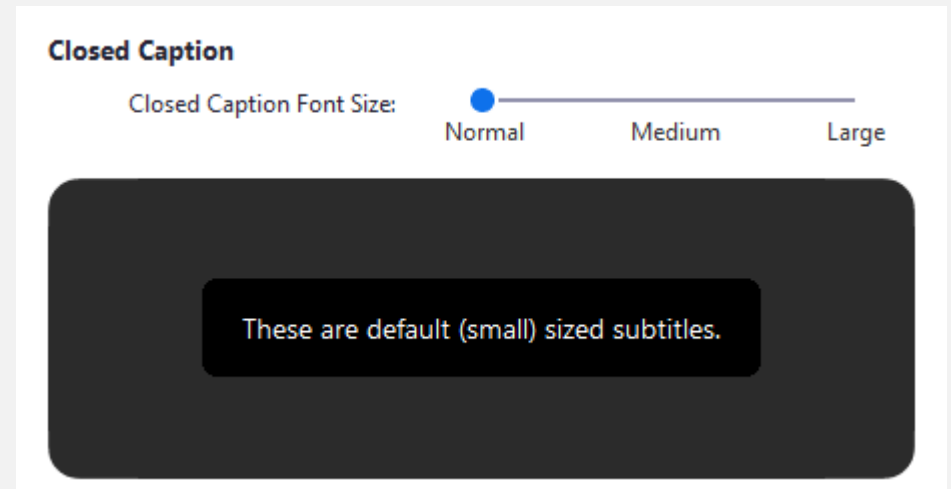 Closed Caption
Closed Caption Font Size:
Normal Medium Large
These are default (small) sized subtitles.